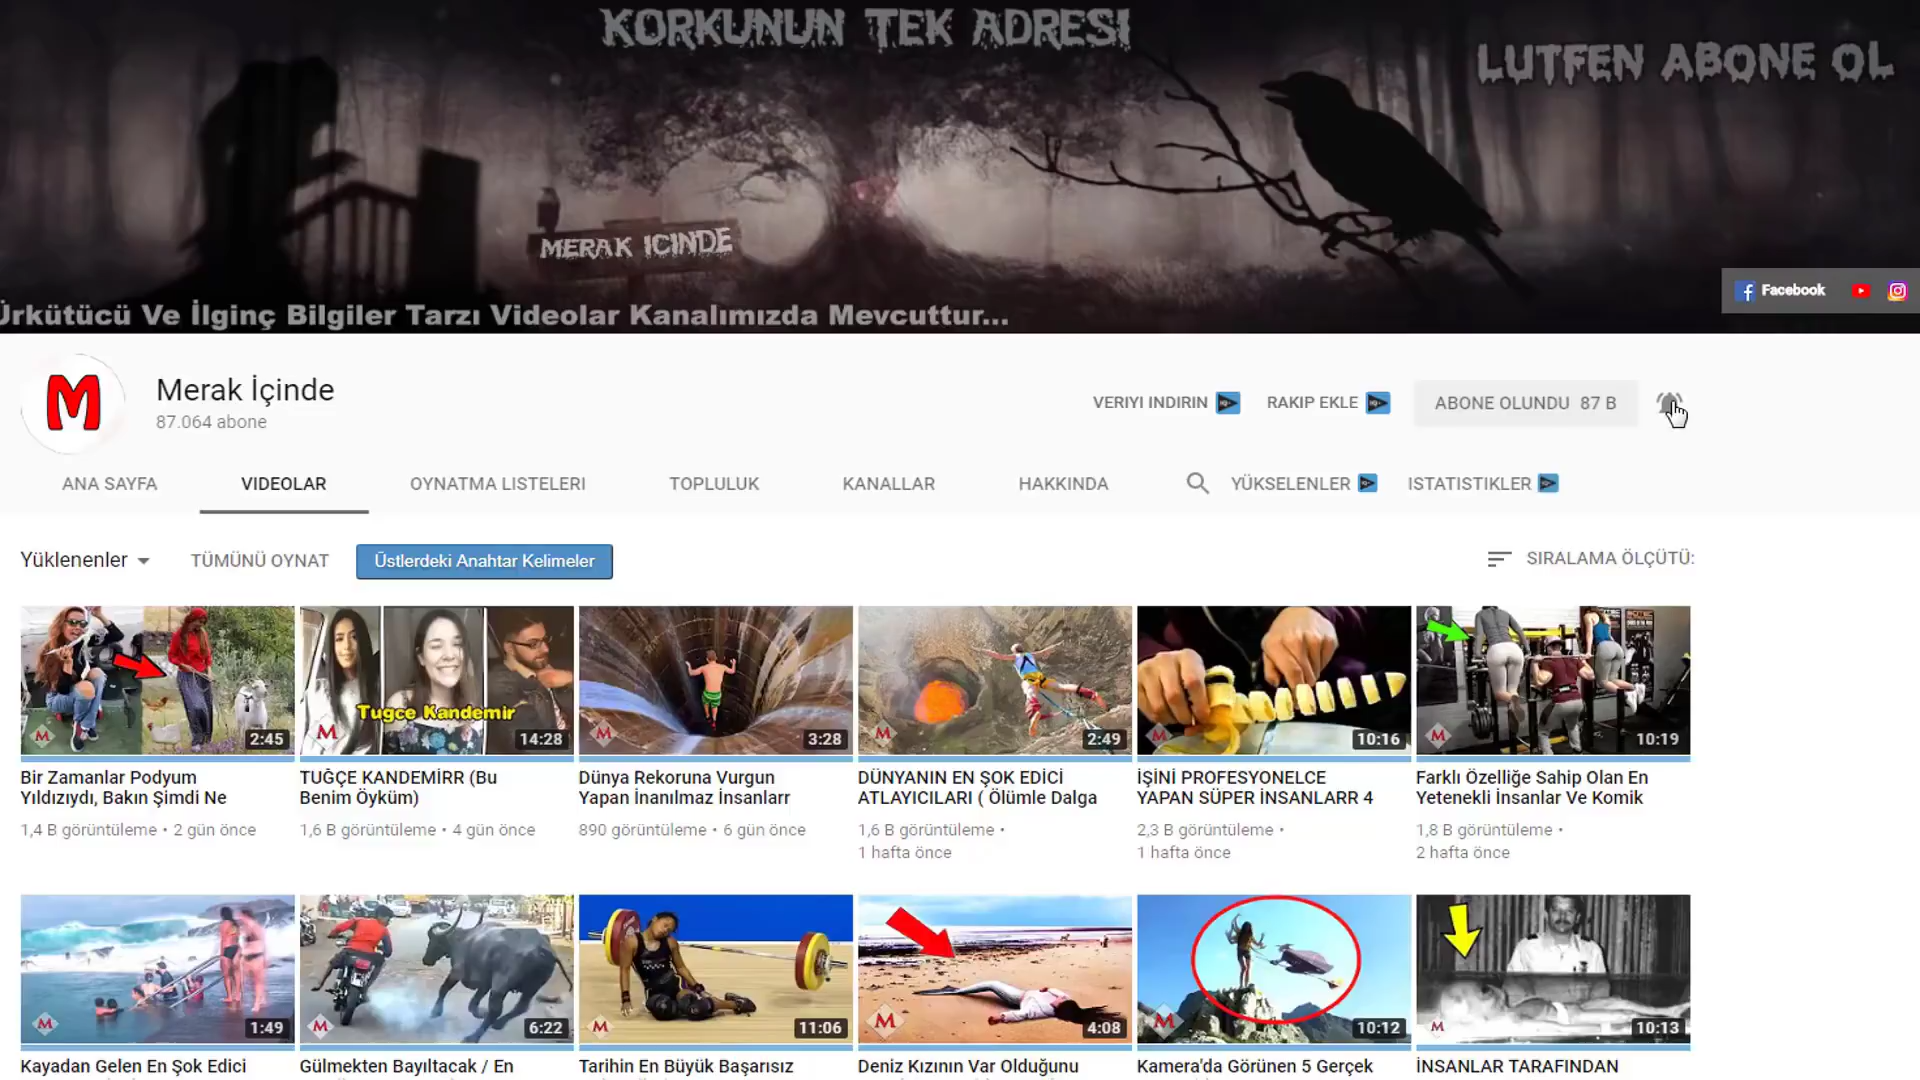 KORKUNUN TEK ADRESI
LUTFEN ABONE OL
MERAK ICINDE
Ürkütücü Ve İlginç Bilgiler Tarzı Videolar Kanalımızda Mevcuttur...
Facebook
M
Merak İçinde
87.064 abone
VERIYI INDIRIN
RAKIP EKLE
ABONE OLUNDU 87 B
ANA SAYFA
VIDEOLAR
OYNATMA LISTELERI
TOPLULUK
KANALLAR
HAKKINDA
YÜKSELENLER
ISTATISTIKLER
Yüklenenler
TÜMÜNÜ OYNAT
Üstlerdeki Anahtar Kelimeler
SIRALAMA ÖLÇÜTÜ:
M
2:45
Tugce Kandemir
M
14:28
M
3:28
M
2:49
M
10:16
M
10:19
Bir Zamanlar Podyum
Yıldızıydı, Bakın Şimdi Ne
1,4 B görüntüleme • 2 gün önce
TUĞÇE KANDEMİRR (Bu
Benim Öyküm)
1,6 B görüntüleme • 4 gün önce
Dünya Rekoruna Vurgun
Yapan İnanılmaz İnsanlarr
890 görüntüleme • 6 gün önce
DÜNYANIN EN ŞOK EDİCİ
ATLAYICILARI ( Ölümle Dalga
1,6 B görüntüleme •
1 hafta önce
İŞİNİ PROFESYONELCE
YAPAN SÜPER İNSANLARR 4
2,3 B görüntüleme •
1 hafta önce
Farklı Özelliğe Sahip Olan En
Yetenekli İnsanlar Ve Komik
1,8 B görüntüleme •
2 hafta önce
M
1:49
M
6:22
M
11:06
M
4:08
M
10:12
M
10:13
Kayadan Gelen En Şok Edici
Gülmekten Bayıltacak / En
Tarihin En Büyük Başarısız
Deniz Kızının Var Olduğunu
Kamera'da Görünen 5 Gerçek
İNSANLAR TARAFINDAN